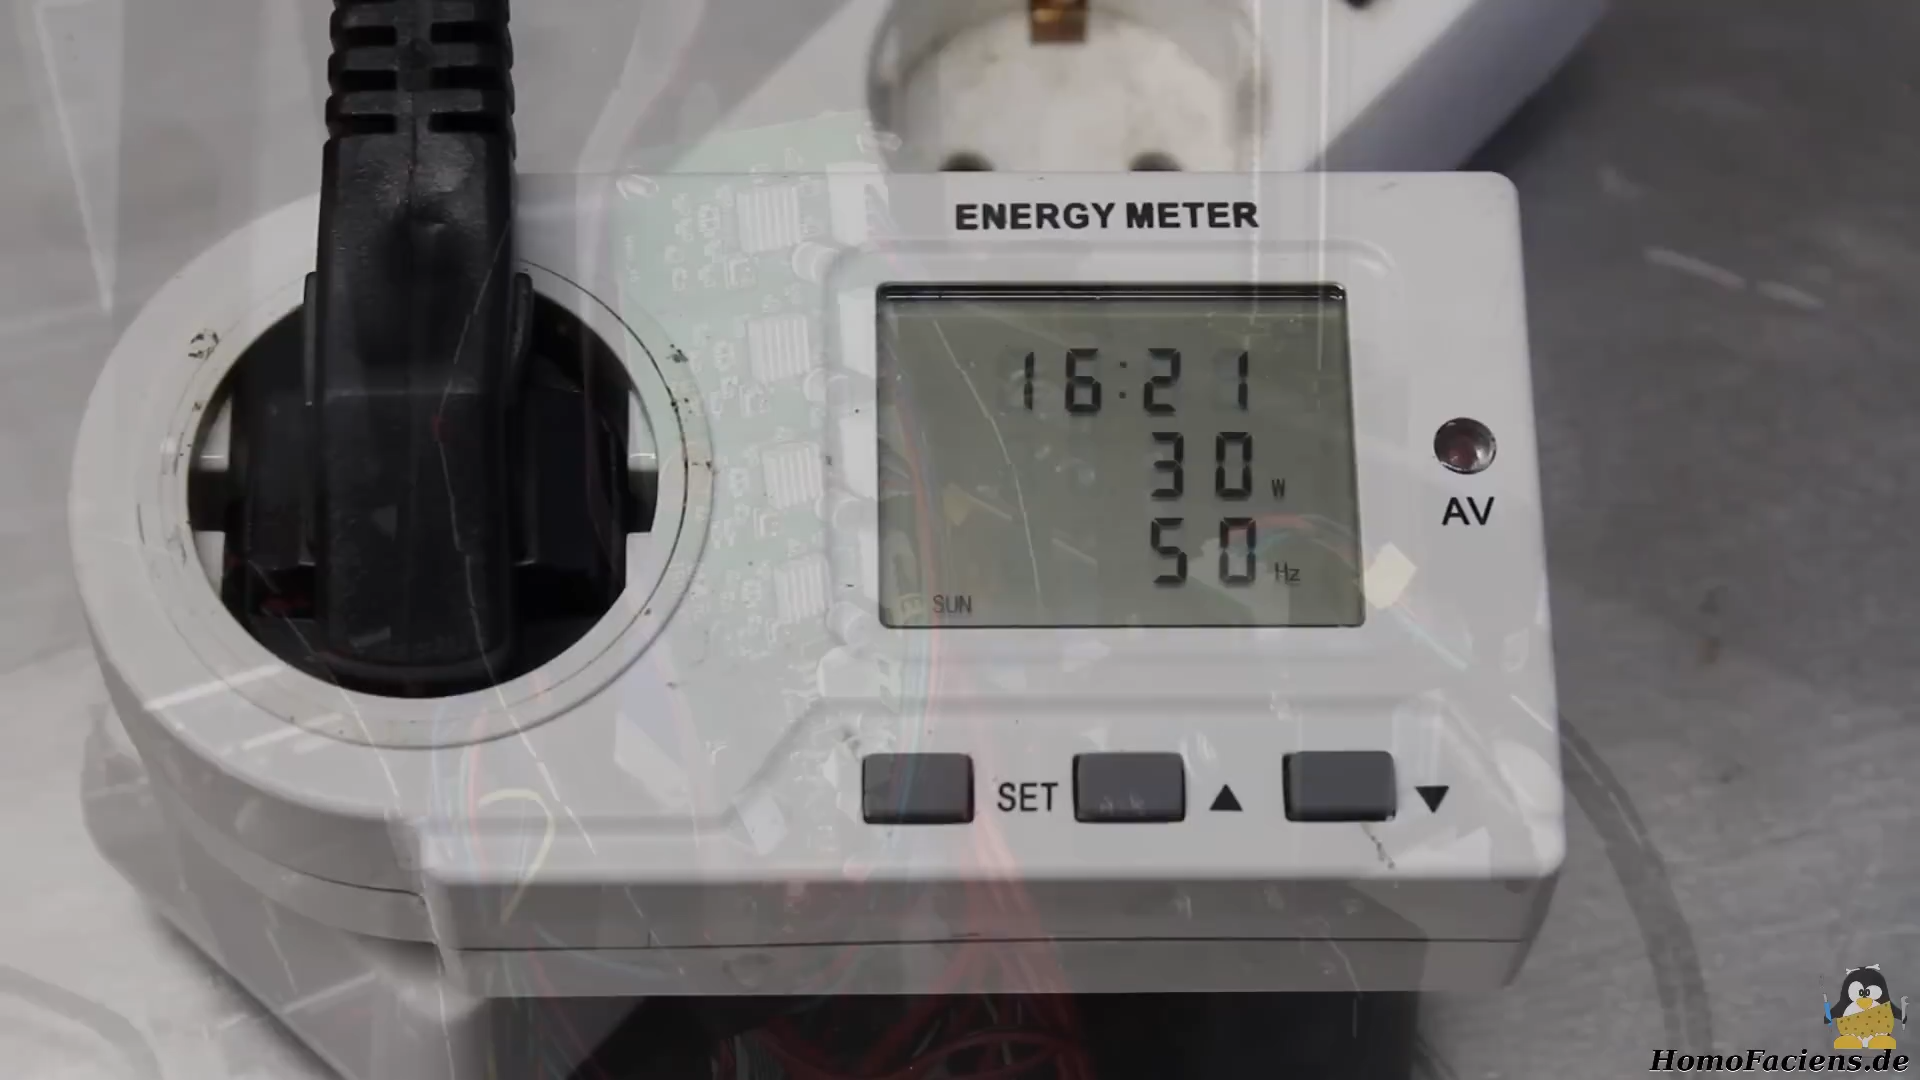 ENERGY METER
16:21
30 W
50 Hz
SUN
AV
SET ▲ ▼
HomoFaciens.de